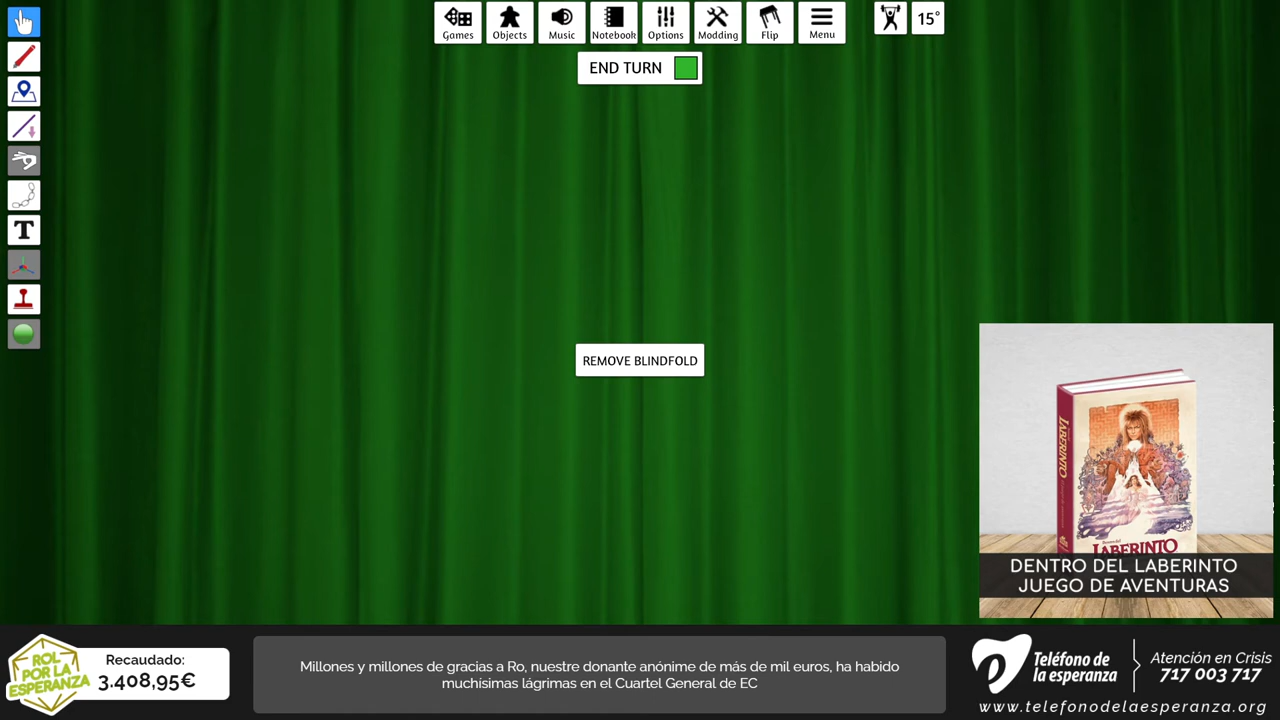 Games Objects Music Notebook Options Modding Flip Menu 15°
END TURN
T
REMOVE BLINDFOLD
LABERINTO
LABERINTO
DENTRO DEL LABERINTO
JUEGO DE AVENTURAS
ROL
POR LA
ESPERANZA
Recaudado:
3.408,95€
Millones y millones de gracias a Ro, nuestre donante anónime de más de mil euros, ha habido
muchísimas lágrimas en el Cuartel General de EC
Teléfono de
la esperanza
Atención en Crisis
717 003 717
www.telefonodelaesperanza.org